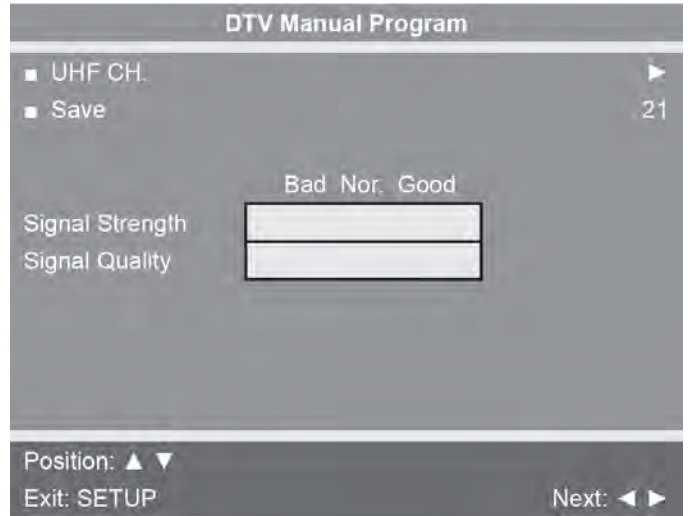 DTV Manual Program
■ UHF CH. ►
■ Save 21
Bad Nor. Good
Signal Strength
Signal Quality
Position: ▲ ▼
Exit: SETUP Next: ◄ ►